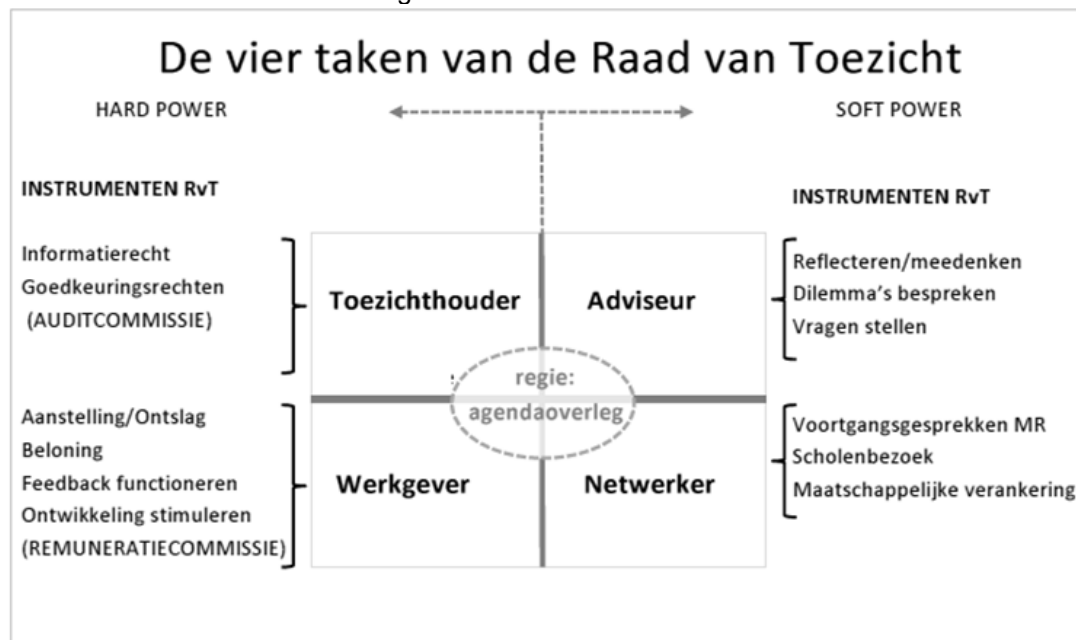 De vier taken van de Raad van Toezicht
HARD POWER
SOFT POWER
INSTRUMENTEN RvT
Informatierecht
Goedkeuringsrechten
(AUDITCOMMISSIE)
Aanstelling/Ontslag
Beloning
Feedback functioneren
Ontwikkeling stimuleren
(REMUNERATIECOMMISSIE)
Toezichthouder
Adviseur
regie:
agendaoverleg
Werkgever
Netwerker
INSTRUMENTEN RvT
Reflecteren/meedenken
Dilemma's bespreken
Vragen stellen
Voortgangsgesprekken MR
Scholenbezoek
Maatschappelijke verankering